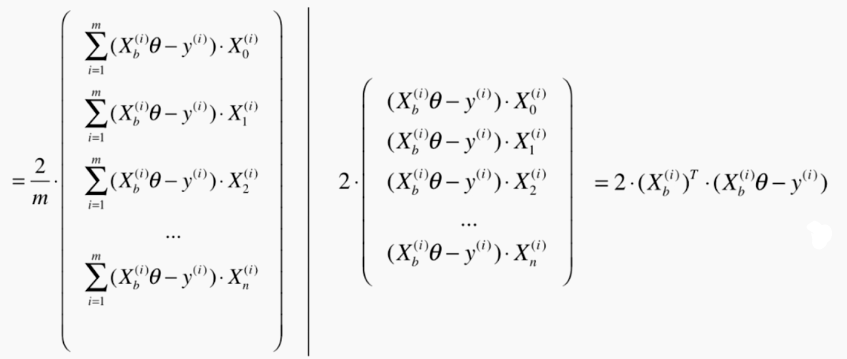 = \frac{2}{m} \cdot \begin{pmatrix} \sum_{i=1}^{m} (X_b^{(i)}\theta - y^{(i)}) \cdot X_0^{(i)} \\ \sum_{i=1}^{m} (X_b^{(i)}\theta - y^{(i)}) \cdot X_1^{(i)} \\ \sum_{i=1}^{m} (X_b^{(i)}\theta - y^{(i)}) \cdot X_2^{(i)} \\ \cdots \\ \sum_{i=1}^{m} (X_b^{(i)}\theta - y^{(i)}) \cdot X_n^{(i)} \end{pmatrix}
2 \cdot \begin{pmatrix} (X_b^{(i)}\theta - y^{(i)}) \cdot X_0^{(i)} \\ (X_b^{(i)}\theta - y^{(i)}) \cdot X_1^{(i)} \\ (X_b^{(i)}\theta - y^{(i)}) \cdot X_2^{(i)} \\ \cdots \\ (X_b^{(i)}\theta - y^{(i)}) \cdot X_n^{(i)} \end{pmatrix} = 2 \cdot (X_b^{(i)})^T \cdot (X_b^{(i)}\theta - y^{(i)})